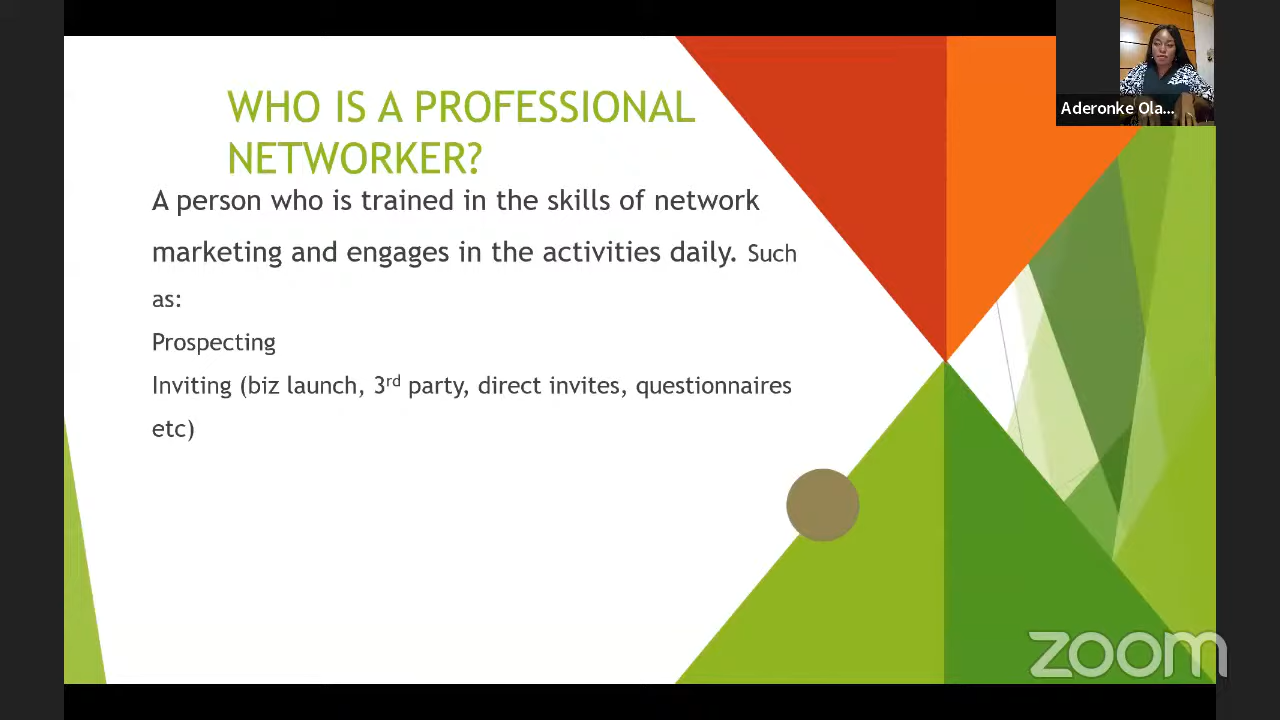 WHO IS A PROFESSIONAL
NETWORKER?
A person who is trained in the skills of network
marketing and engages in the activities daily. Such
as:
Prospecting
Inviting (biz launch, 3rd party, direct invites, questionnaires
etc)
Aderonke Ola...
zoom